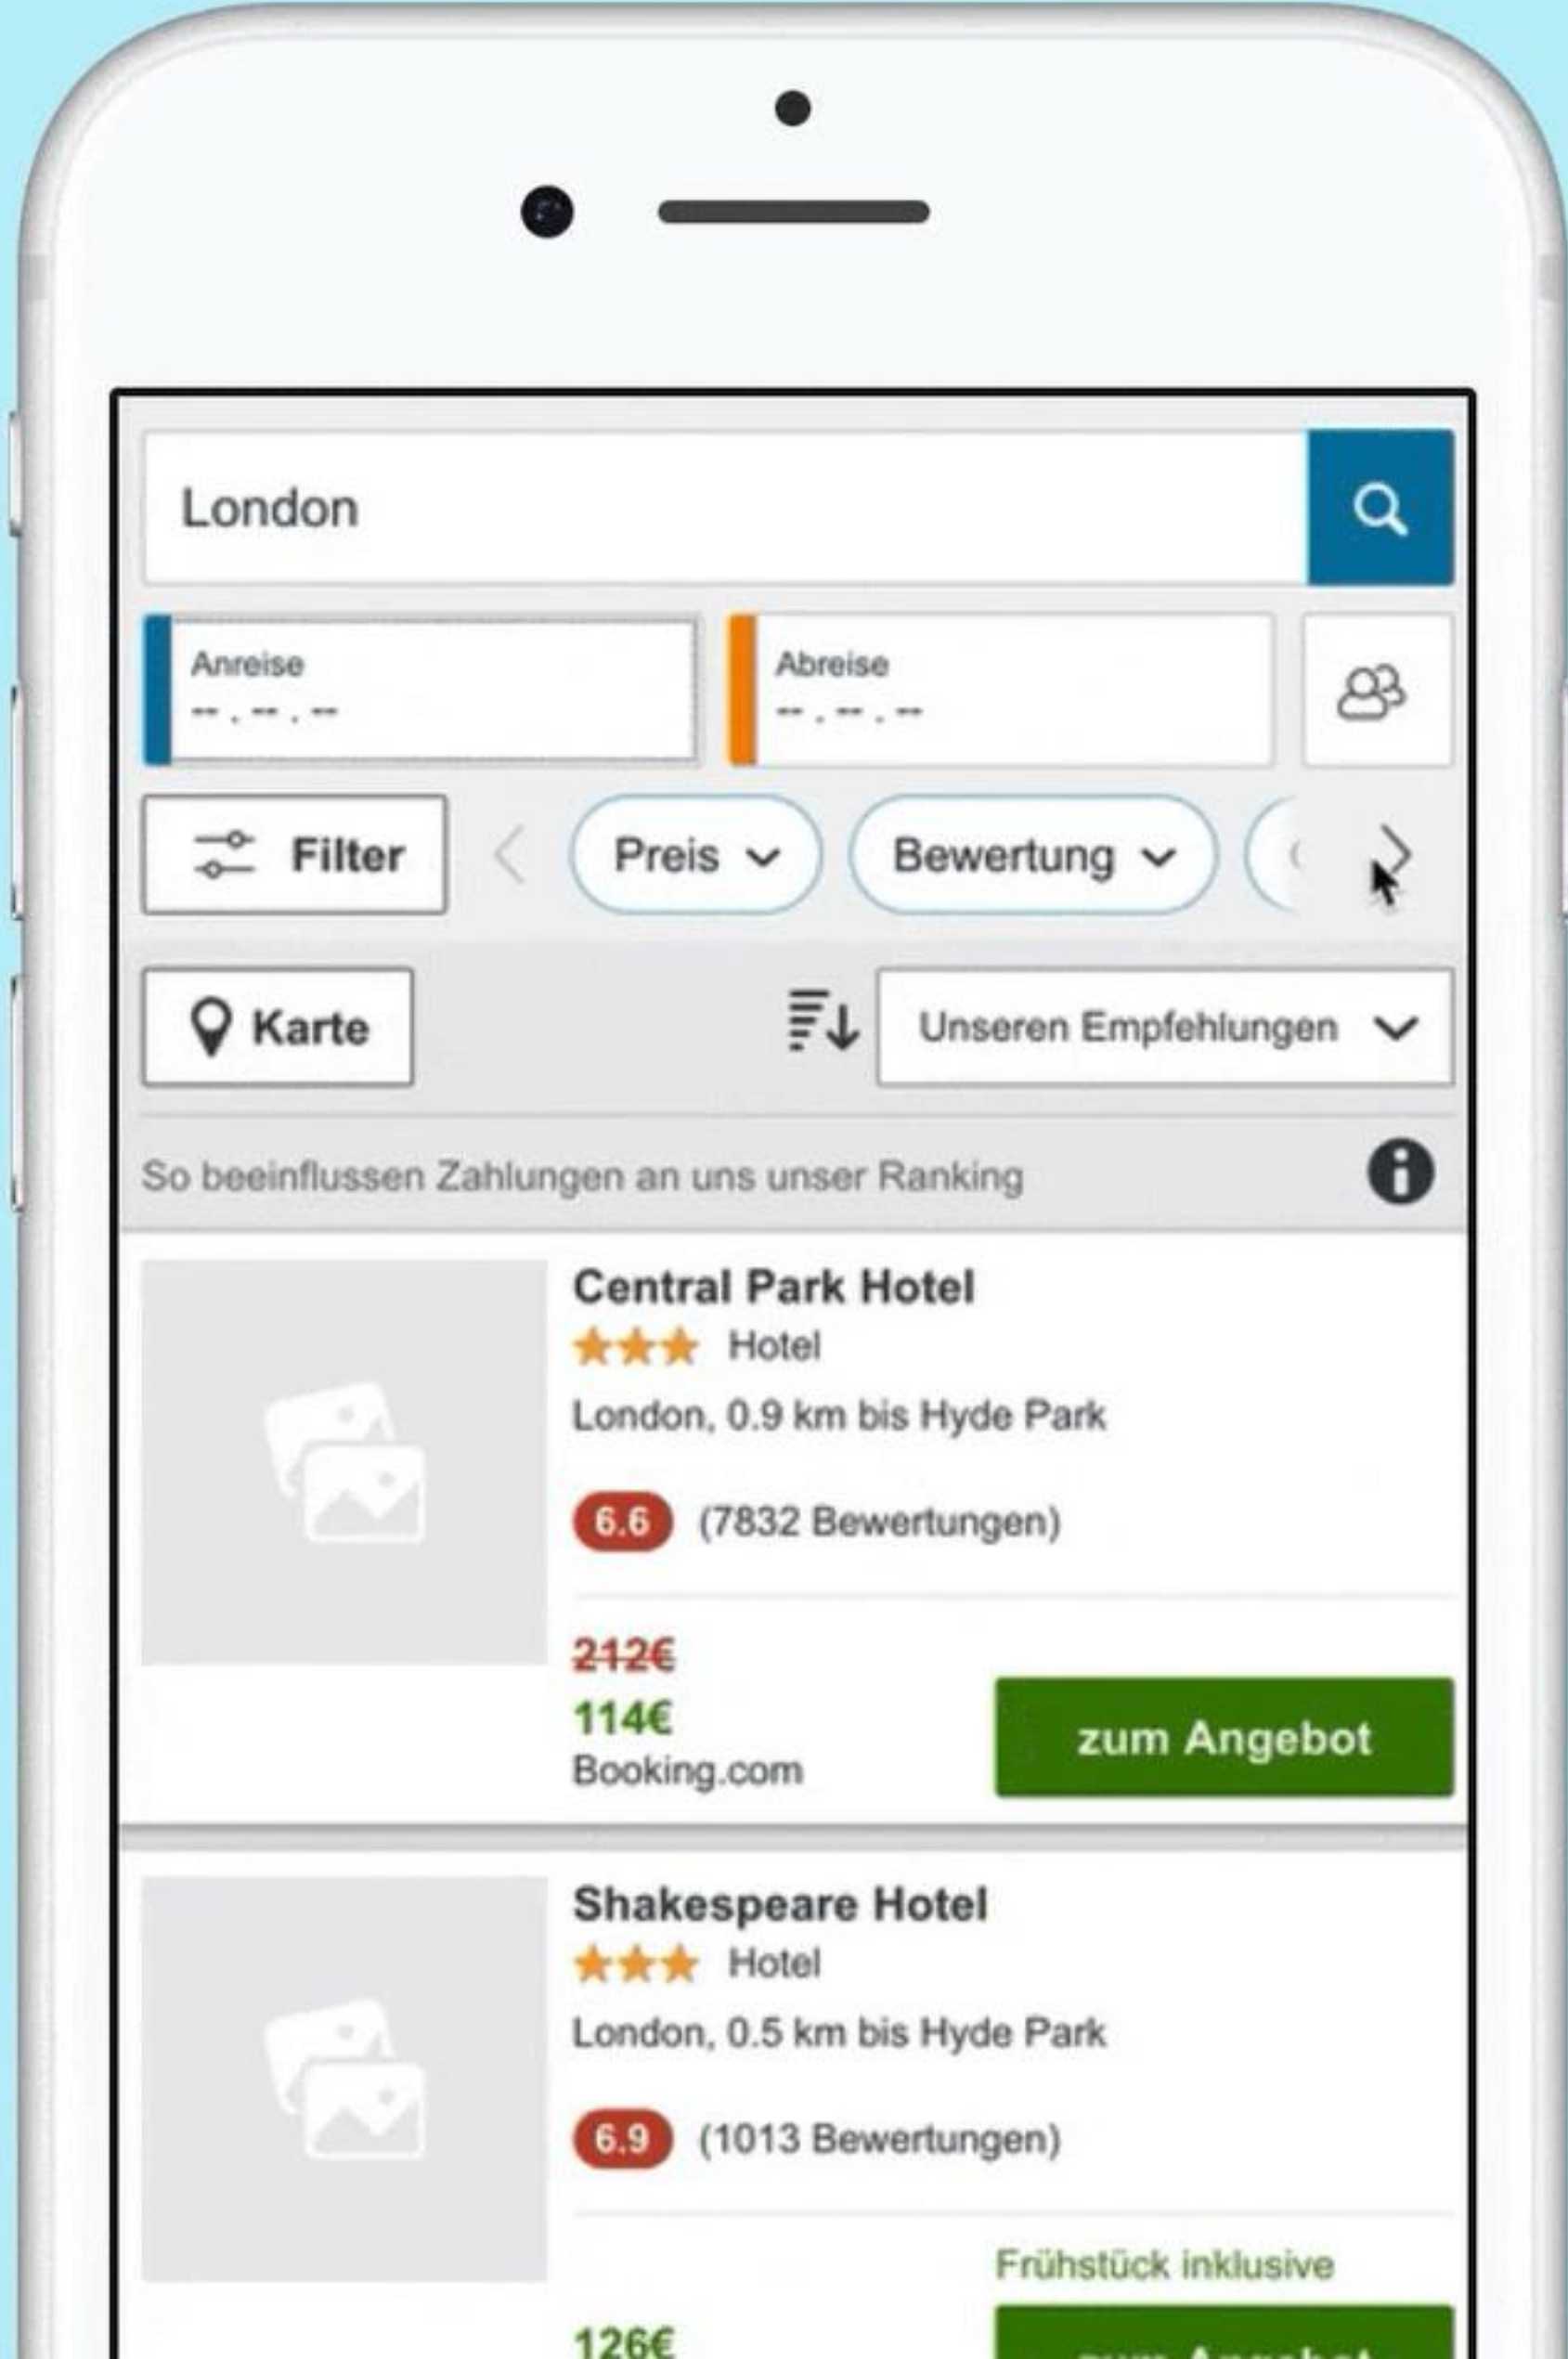 London
Anreise
-- . -- . --
Abreise
-- . -- . --
Filter
Preis
Bewertung
Karte
Unseren Empfehlungen
So beeinflussen Zahlungen an uns unser Ranking
Central Park Hotel
Hotel
London, 0.9 km bis Hyde Park
6.6 (7832 Bewertungen)
212€
114€
Booking.com
zum Angebot
Shakespeare Hotel
Hotel
London, 0.5 km bis Hyde Park
6.9 (1013 Bewertungen)
Frühstück inklusive
126€
zum Angebot